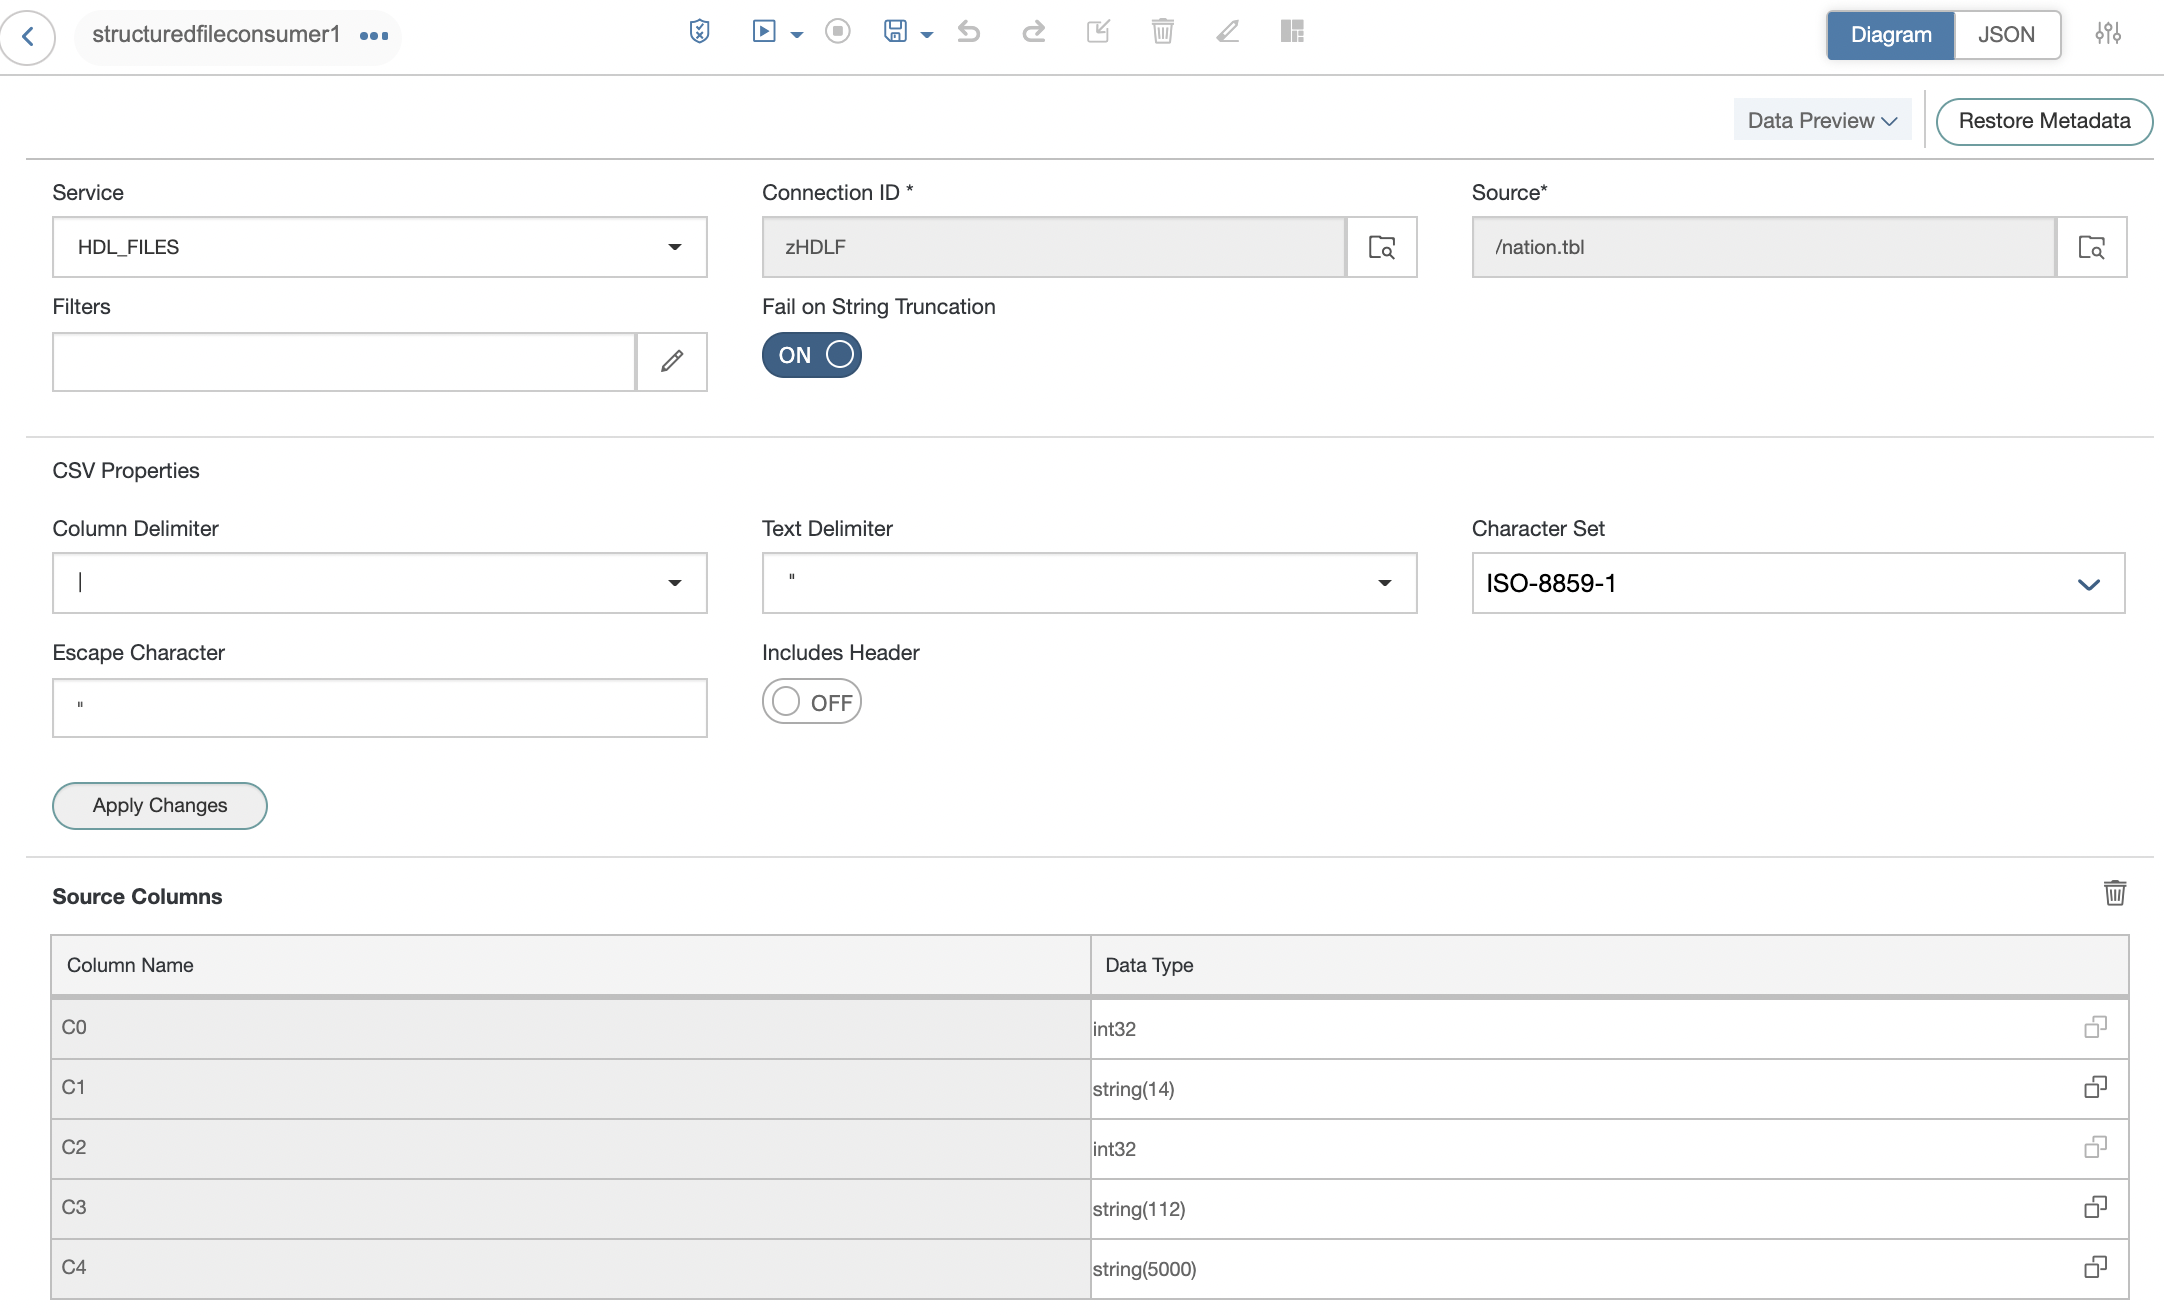 structuredfileconsumer1
Diagram JSON
Data Preview Restore Metadata
Service Connection ID * Source*
HDL_FILES zHDLF /nation.tbl
Filters Fail on String Truncation
ON
CSV Properties
Column Delimiter Text Delimiter Character Set
| " ISO-8859-1
Escape Character Includes Header
" OFF
Apply Changes
Source Columns
Column Name Data Type
C0 int32
C1 string(14)
C2 int32
C3 string(112)
C4 string(5000)